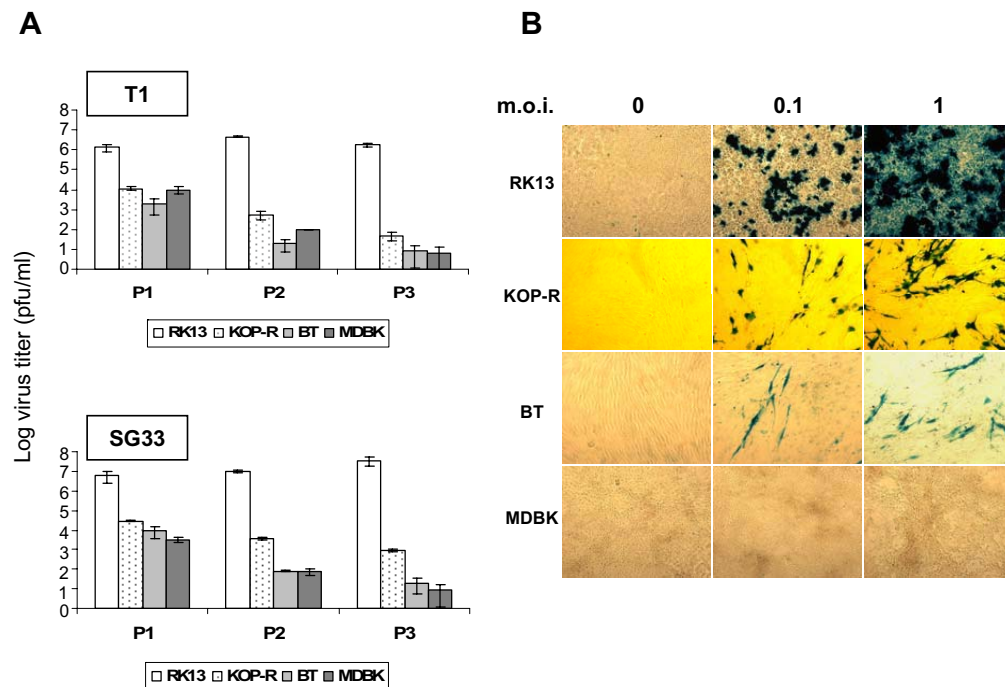 A
T1
Log virus titer (pfu/ml)
8
7
6
5
4
3
2
1
0
P1 P2 P3
RK13 KOP-R BT MDBK
SG33
8
7
6
5
4
3
2
1
0
P1 P2 P3
RK13 KOP-R BT MDBK
B
m.o.i. 0 0.1 1
RK13
KOP-R
BT
MDBK